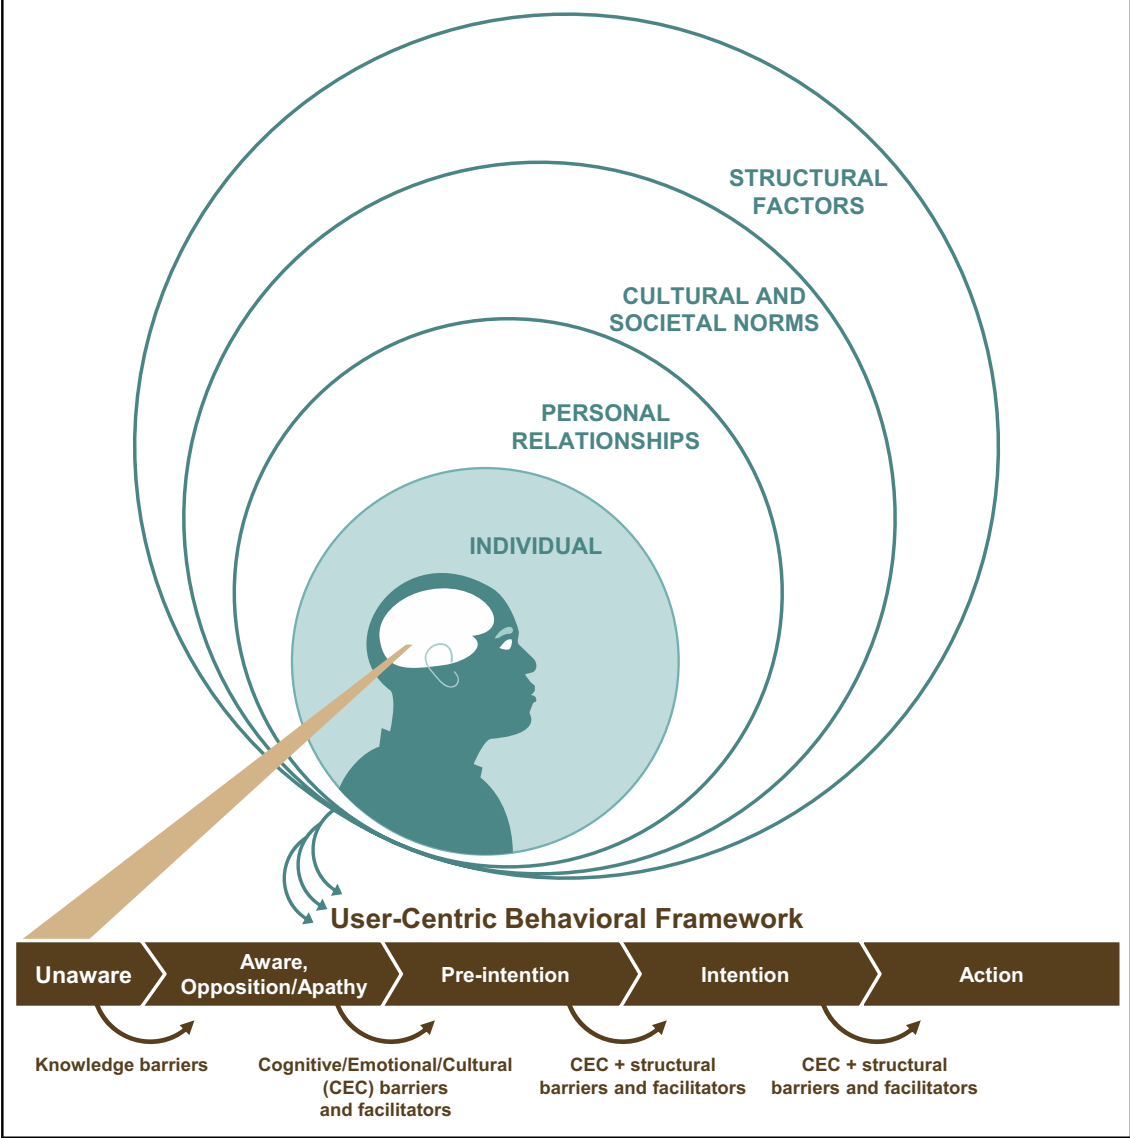 STRUCTURAL
FACTORS
CULTURAL AND
SOCIETAL NORMS
PERSONAL
RELATIONSHIPS
INDIVIDUAL
User-Centric Behavioral Framework
Unaware
Aware,
Opposition/Apathy
Pre-intention
Intention
Action
Knowledge barriers
Cognitive/Emotional/Cultural
(CEC) barriers
and facilitators
CEC + structural
barriers and facilitators
CEC + structural
barriers and facilitators